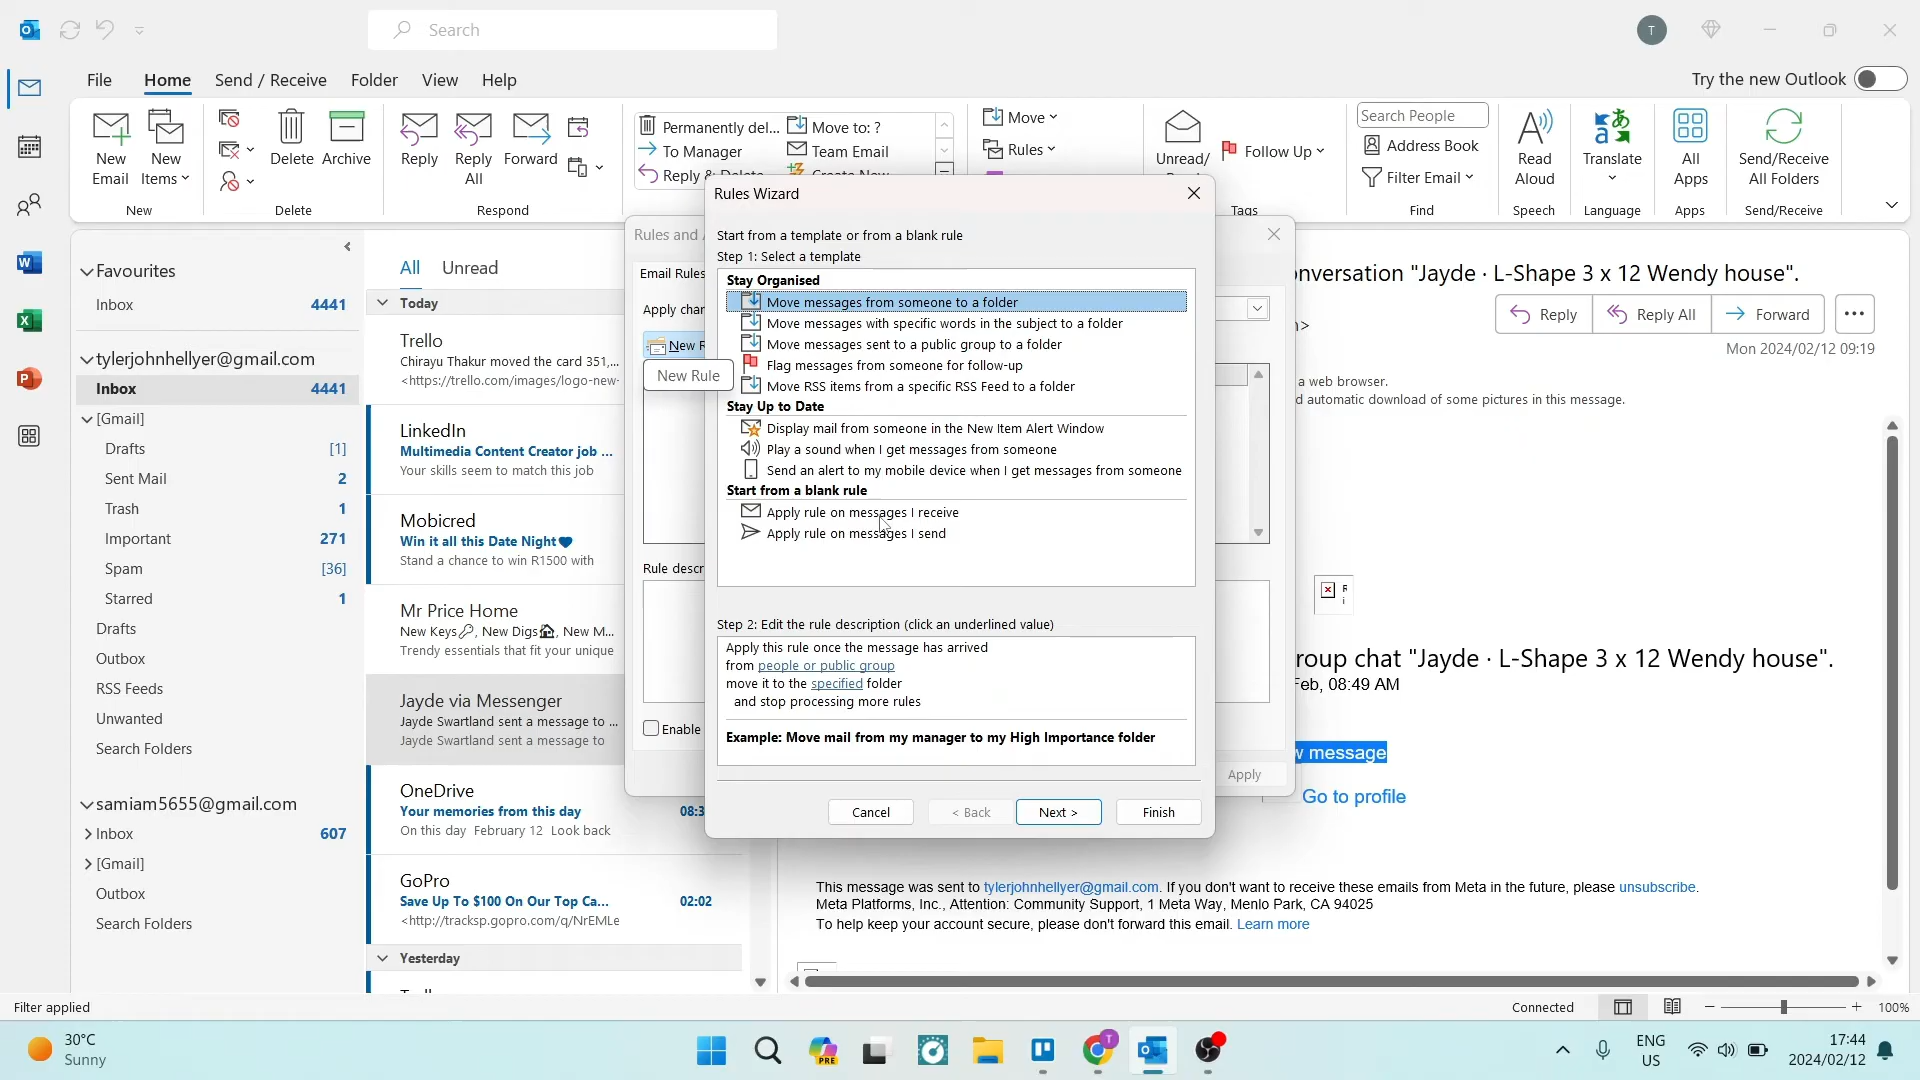 Search
T
File
Home
Send / Receive
Folder
View
Help
Try the new Outlook
New
Email
New
Items
New
Delete
Archive
Delete
Reply
Reply
All
Forward
Respond
Permanently del...
To Manager
Reply & Delete
Move to: ?
Team Email
Create New
Move
Rules
Unread/
Follow Up
Tags
Search People
Address Book
Filter Email
Find
Read
Aloud
Speech
Translate
Language
All
Apps
Apps
Send/Receive
All Folders
Send/Receive
Favourites
Inbox 4441
tylerjohnhellyer@gmail.com
Inbox 4441
[Gmail]
Drafts [1]
Sent Mail 2
Trash 1
Important 271
Spam [36]
Starred 1
Drafts
Outbox
RSS Feeds
Unwanted
Search Folders
samiam5655@gmail.com
Inbox 607
[Gmail]
Outbox
Search Folders
All Unread
Today
Trello
Chirayu Thakur moved the card 351,...
<https://trello.com/images/logo-new-
LinkedIn
Multimedia Content Creator job ...
Your skills seem to match this job
Mobicred
Win it all this Date Night
Stand a chance to win R1500 with
Mr Price Home
New Keys, New Digs, New M...
Trendy essentials that fit your unique
Jayde via Messenger
Jayde Swartland sent a message to ...
Jayde Swartland sent a message to
OneDrive
Your memories from this day 08:3
On this day February 12 Look back
GoPro
Save Up To $100 On Our Top Ca... 02:02
<http://tracksp.gopro.com/q/NrEMLe
Yesterday
Rules and
Email Rules
Apply chan
New R
New Rule
Rule descr
Enable
Apply
Rules Wizard
Start from a template or from a blank rule
Step 1: Select a template
Stay Organised
Move messages from someone to a folder
Move messages with specific words in the subject to a folder
Move messages sent to a public group to a folder
Flag messages from someone for follow-up
Move RSS items from a specific RSS Feed to a folder
Stay Up to Date
Display mail from someone in the New Item Alert Window
Play a sound when I get messages from someone
Send an alert to my mobile device when I get messages from someone
Start from a blank rule
Apply rule on messages I receive
Apply rule on messages I send
Step 2: Edit the rule description (click an underlined value)
Apply this rule once the message has arrived
from people or public group
move it to the specified folder
and stop processing more rules
Example: Move mail from my manager to my High Importance folder
Cancel
< Back
Next >
Finish
onversation "Jayde · L-Shape 3 x 12 Wendy house".
Reply
Reply All
Forward
Mon 2024/02/12 09:19
a web browser.
d automatic download of some pictures in this message.
roup chat "Jayde · L-Shape 3 x 12 Wendy house".
Feb, 08:49 AM
w message
Go to profile
This message was sent to tylerjohnhellyer@gmail.com. If you don't want to receive these emails from Meta in the future, please unsubscribe.
Meta Platforms, Inc., Attention: Community Support, 1 Meta Way, Menlo Park, CA 94025
To help keep your account secure, please don't forward this email. Learn more
Filter applied
Connected
100%
30°C
Sunny
PRE
T
ENG
US
17:44
2024/02/12